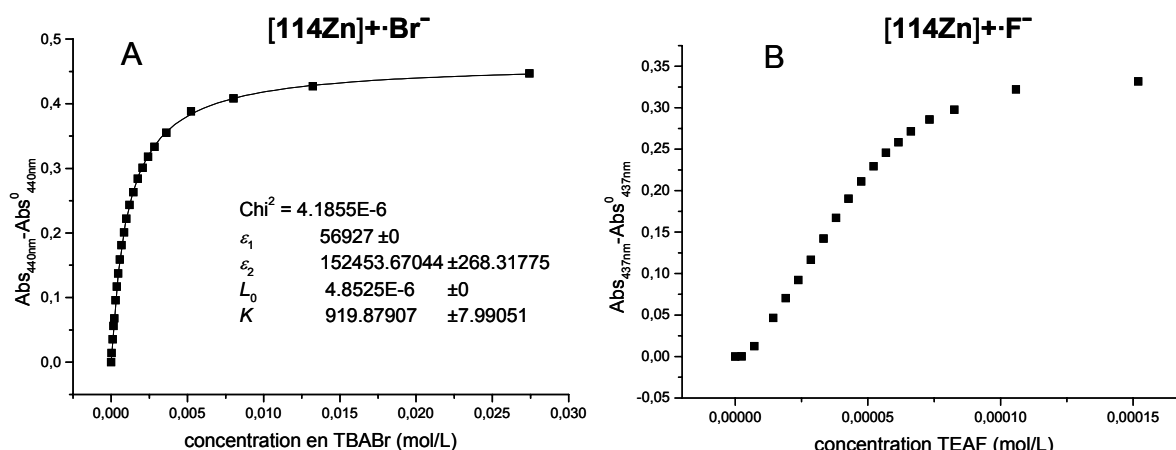 [114Zn]+·Br⁻
A
0,5
0,4
0,3
0,2
0,1
0,0
Abs440nm-Abs⁰440nm
Chi² = 4.1855E-6
ε₁ 56927 ±0
ε₂ 152453.67044 ±268.31775
L₀ 4.8525E-6 ±0
K 919.87907 ±7.99051
0,000 0,005 0,010 0,015 0,020 0,025 0,030
concentration en TBABr (mol/L)
[114Zn]+·F⁻
B
0,35
0,30
0,25
0,20
0,15
0,10
0,05
0,00
-0,05
Abs437nm-Abs⁰437nm
0,00000 0,00005 0,00010 0,00015
concentration TEAF (mol/L)